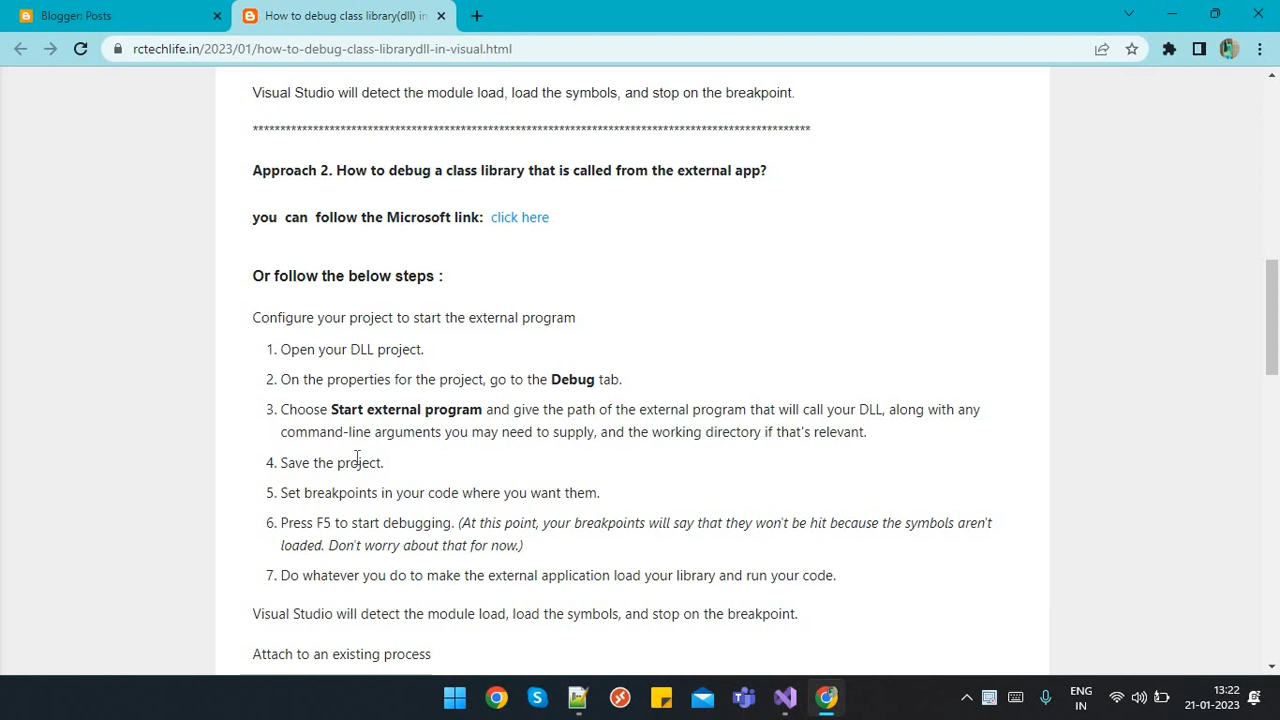 Blogger: Posts
How to debug class library(dll) in
rctechlife.in/2023/01/how-to-debug-class-librarydll-in-visual.html
Visual Studio will detect the module load, load the symbols, and stop on the breakpoint.
*****************************************************************************************************
Approach 2. How to debug a class library that is called from the external app?
you can follow the Microsoft link: click here
Or follow the below steps :
Configure your project to start the external program
1. Open your DLL project.
2. On the properties for the project, go to the Debug tab.
3. Choose Start external program and give the path of the external program that will call your DLL, along with any
command-line arguments you may need to supply, and the working directory if that's relevant.
4. Save the project.
5. Set breakpoints in your code where you want them.
6. Press F5 to start debugging. (At this point, your breakpoints will say that they won't be hit because the symbols aren't
loaded. Don't worry about that for now.)
7. Do whatever you do to make the external application load your library and run your code.
Visual Studio will detect the module load, load the symbols, and stop on the breakpoint.
Attach to an existing process
ENG
IN
13:22
21-01-2023